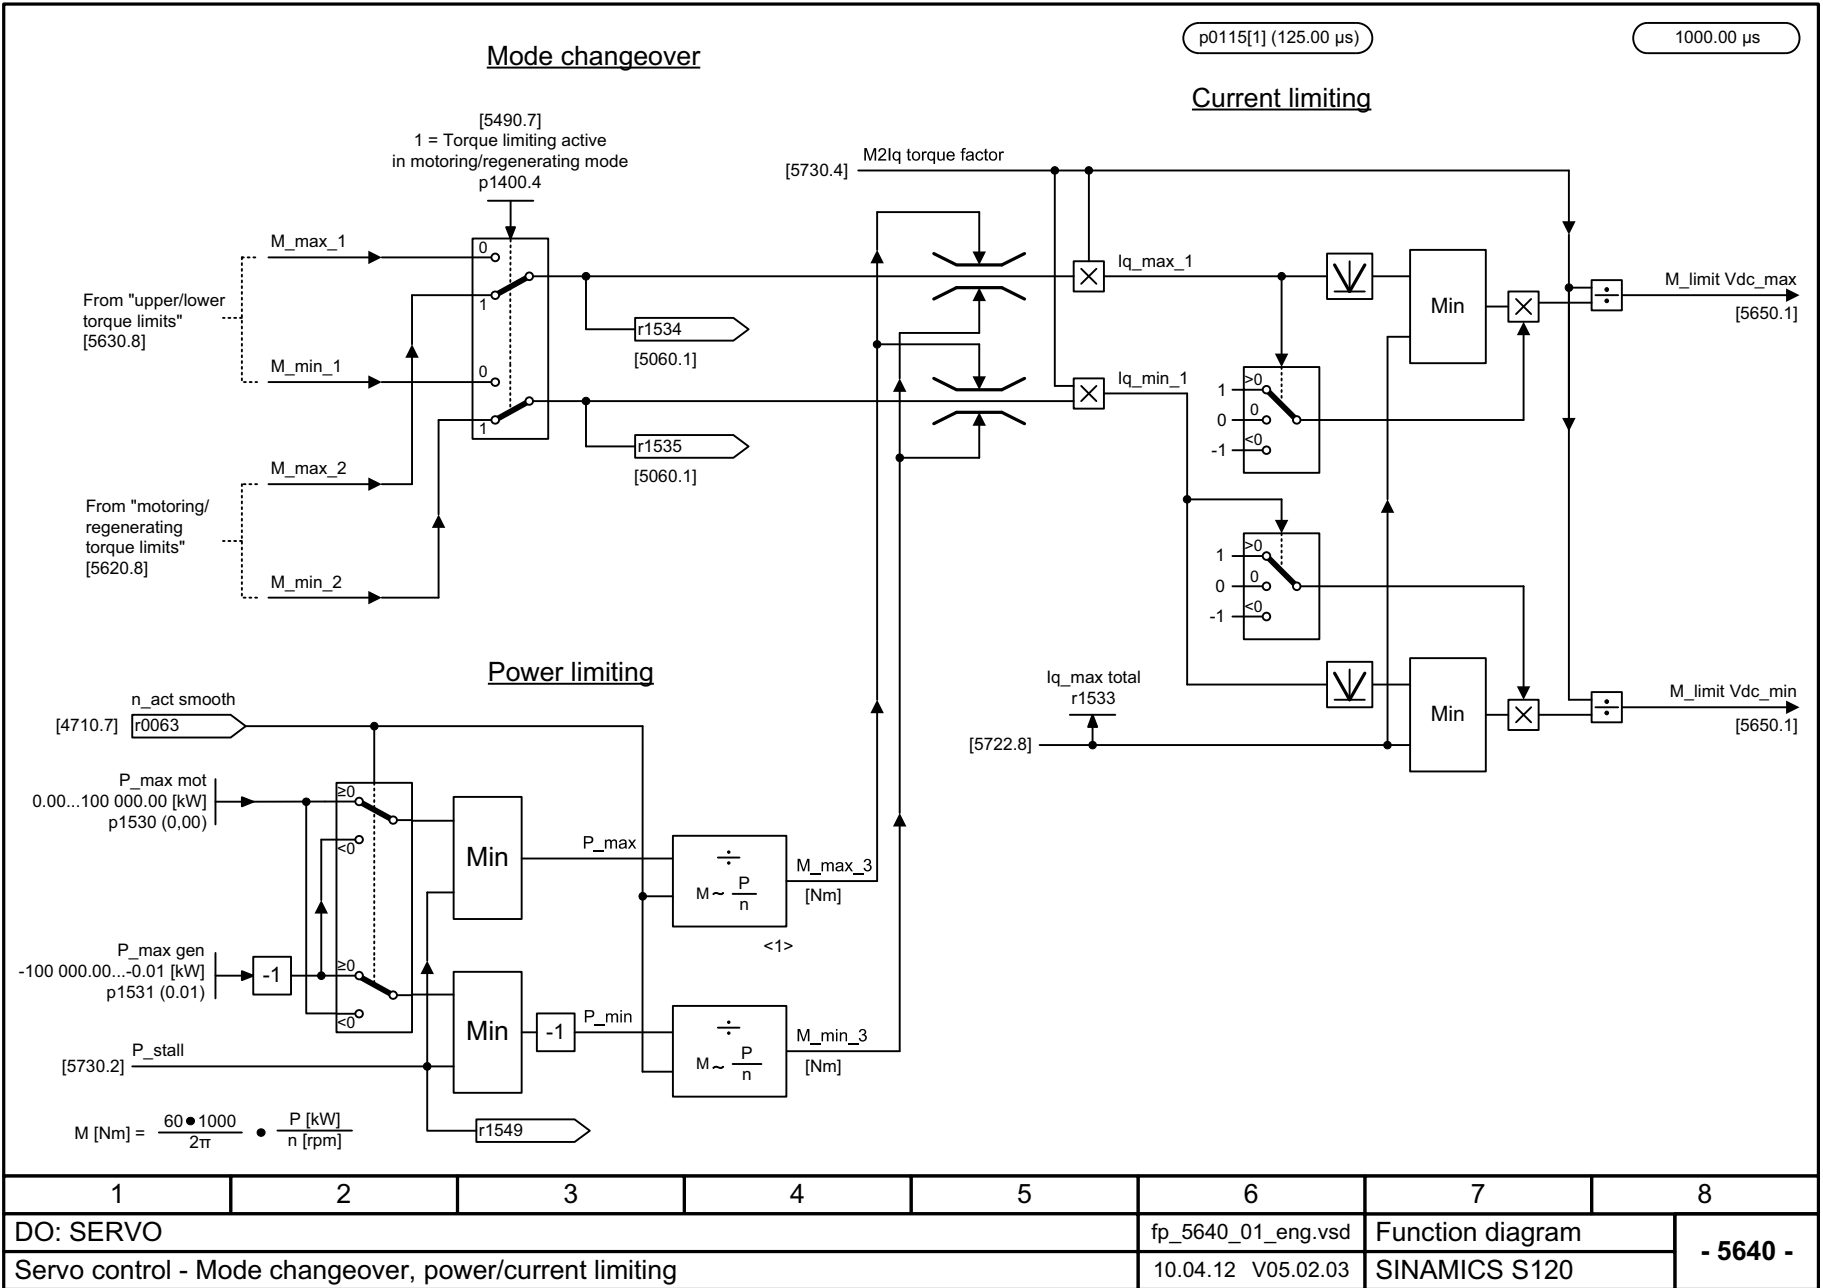 Mode changeover
p0115[1] (125.00 µs)
1000.00 µs
Current limiting
[5490.7]
1 = Torque limiting active
in motoring/regenerating mode
p1400.4
M2Iq torque factor
[5730.4]
M_max_1
0
1
From "upper/lower
torque limits"
[5630.8]
M_min_1
0
1
r1534
[5060.1]
r1535
[5060.1]
M_max_2
From "motoring/
regenerating
torque limits"
[5620.8]
M_min_2
Iq_max_1
Iq_min_1
Min
M_limit Vdc_max
[5650.1]
>0
1
0
0
<0
-1
>0
1
0
0
<0
-1
Iq_max total
r1533
[5722.8]
Min
M_limit Vdc_min
[5650.1]
Power limiting
n_act smooth
[4710.7]
r0063
P_max mot
0.00...100 000.00 [kW]
p1530 (0,00)
≥0
<0
Min
P_max
÷
M ~ P
n
M_max_3
[Nm]
<1>
P_max gen
-100 000.00...-0.01 [kW]
p1531 (0.01)
-1
≥0
<0
Min
-1
P_min
÷
M ~ P
n
M_min_3
[Nm]
P_stall
[5730.2]
r1549
M [Nm] = 60●1000 ● P [kW]
2π n [rpm]
1 2 3 4 5 6 7 8
DO: SERVO
fp_5640_01_eng.vsd
Function diagram
- 5640 -
Servo control - Mode changeover, power/current limiting
10.04.12 V05.02.03
SINAMICS S120